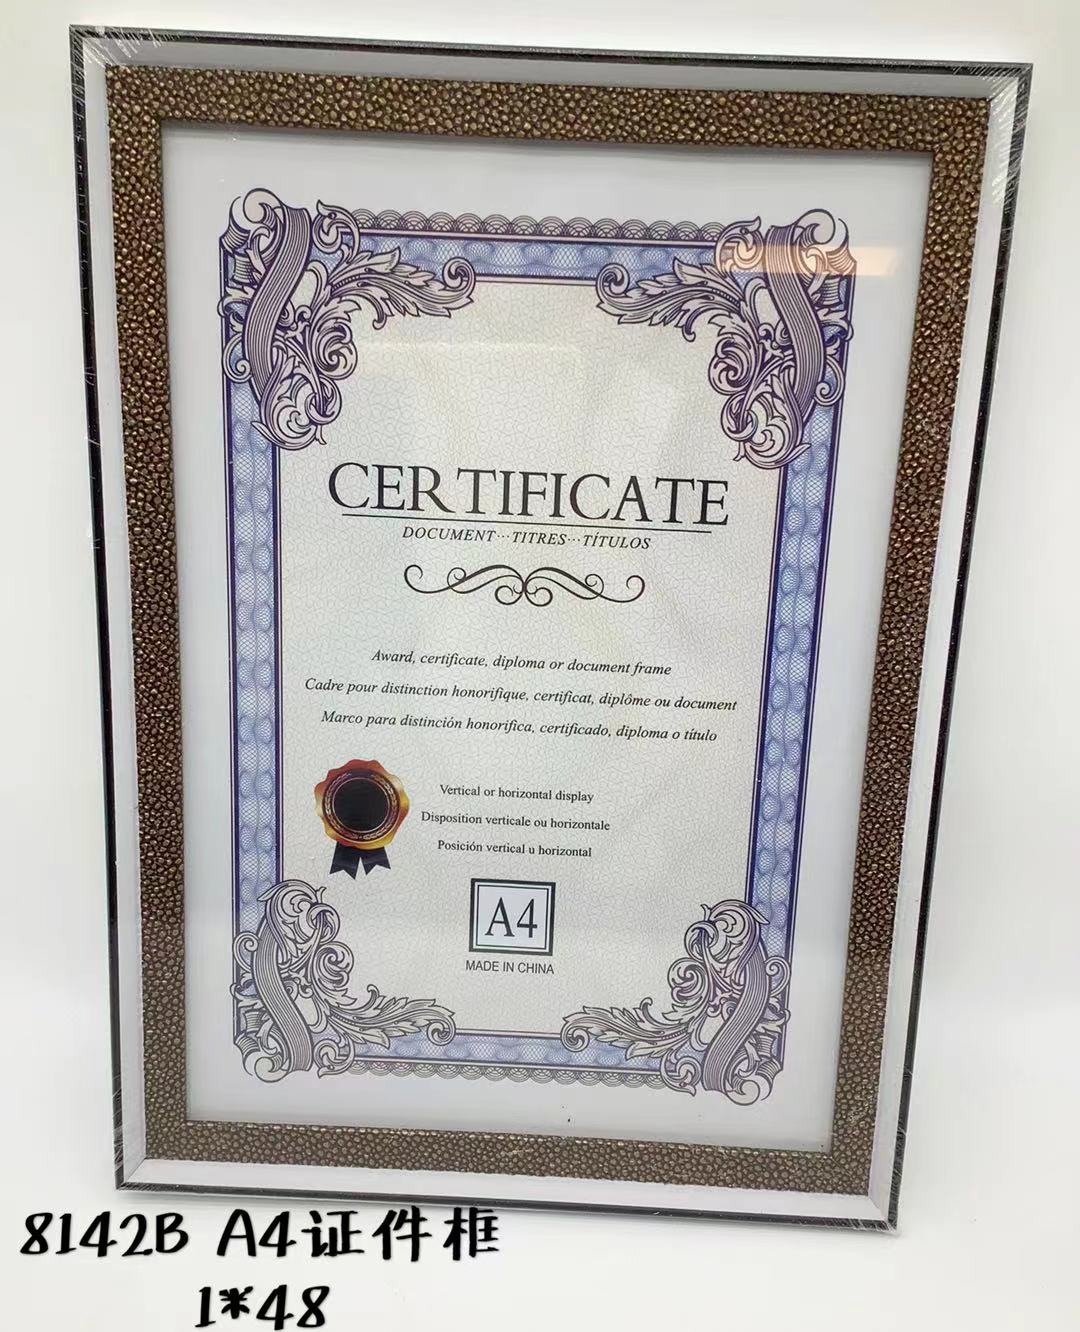 CERTIFICATE
DOCUMENT···TITRES···TÍTULOS
Award, certificate, diploma or document frame
Cadre pour distinction honorifique, certificat, diplôme ou document
Marco para distinción honorifica, certificado, diploma o título
Vertical or horizontal display
Disposition verticale ou horizontale
Posición vertical u horizontal
A4
MADE IN CHINA
8142B A4证件框
1*48